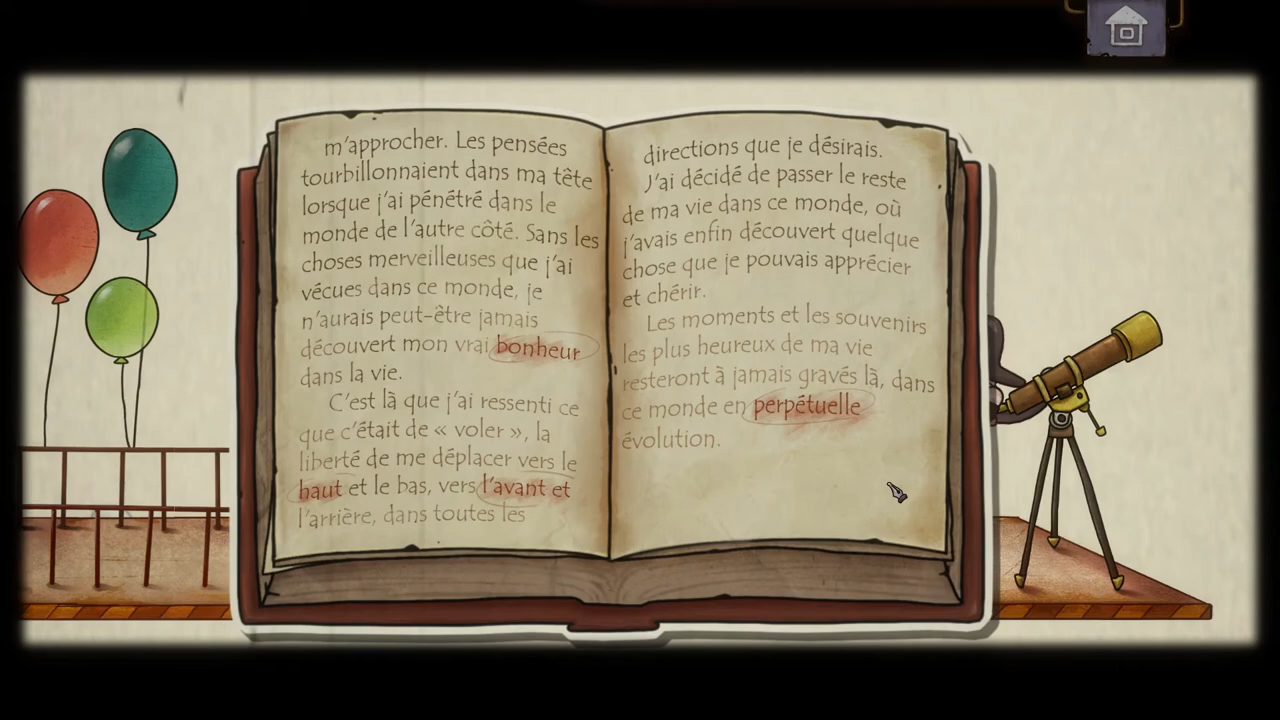 m'approcher. Les pensées
tourbillonnaient dans ma tête
lorsque j'ai pénétré dans le
monde de l'autre côté. Sans les
choses merveilleuses que j'ai
vécues dans ce monde, je
n'aurais peut-être jamais
découvert mon vrai bonheur
dans la vie.
C'est là que j'ai ressenti ce
que c'était de « voler », la
liberté de me déplacer vers le
haut et le bas, vers l'avant et
l'arrière, dans toutes les
directions que je désirais.
J'ai décidé de passer le reste
de ma vie dans ce monde, où
j'avais enfin découvert quelque
chose que je pouvais apprécier
et chérir.
Les moments et les souvenirs
les plus heureux de ma vie
resteront à jamais gravés là, dans
ce monde en perpétuelle
évolution.